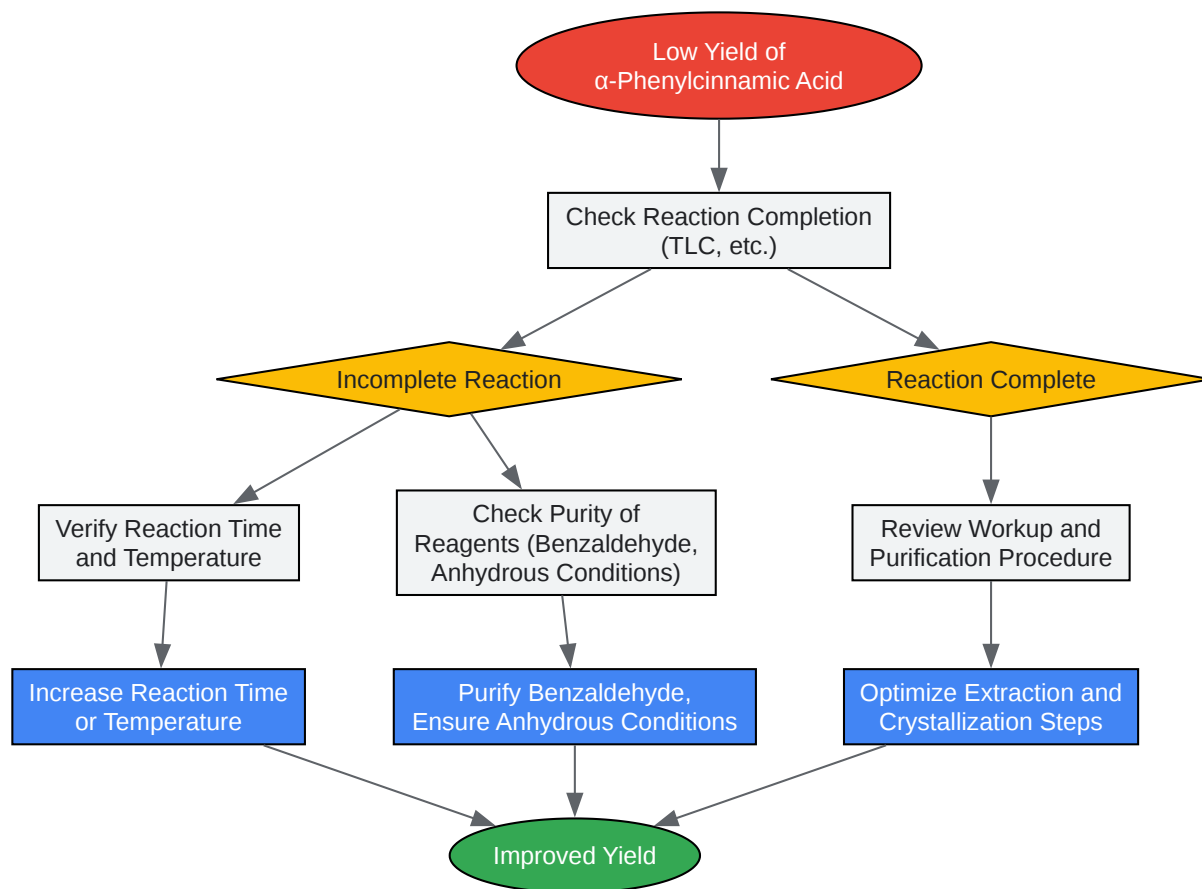 Low Yield of
α-Phenylcinnamic Acid
Check Reaction Completion
(TLC, etc.)
Incomplete Reaction
Reaction Complete
Verify Reaction Time
and Temperature
Check Purity of
Reagents (Benzaldehyde,
Anhydrous Conditions)
Review Workup and
Purification Procedure
Increase Reaction Time
or Temperature
Purify Benzaldehyde,
Ensure Anhydrous Conditions
Optimize Extraction and
Crystallization Steps
Improved Yield